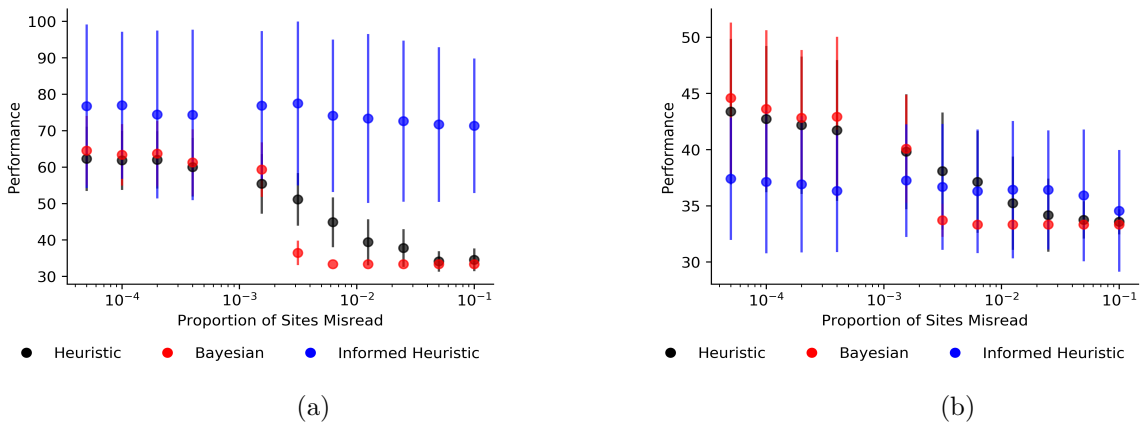 100
90
80
70
60
50
40
30
Performance
10⁻⁴
10⁻³
10⁻²
10⁻¹
Proportion of Sites Misread
Heuristic Bayesian Informed Heuristic
(a)
50
45
40
35
30
Performance
10⁻⁴
10⁻³
10⁻²
10⁻¹
Proportion of Sites Misread
Heuristic Bayesian Informed Heuristic
(b)